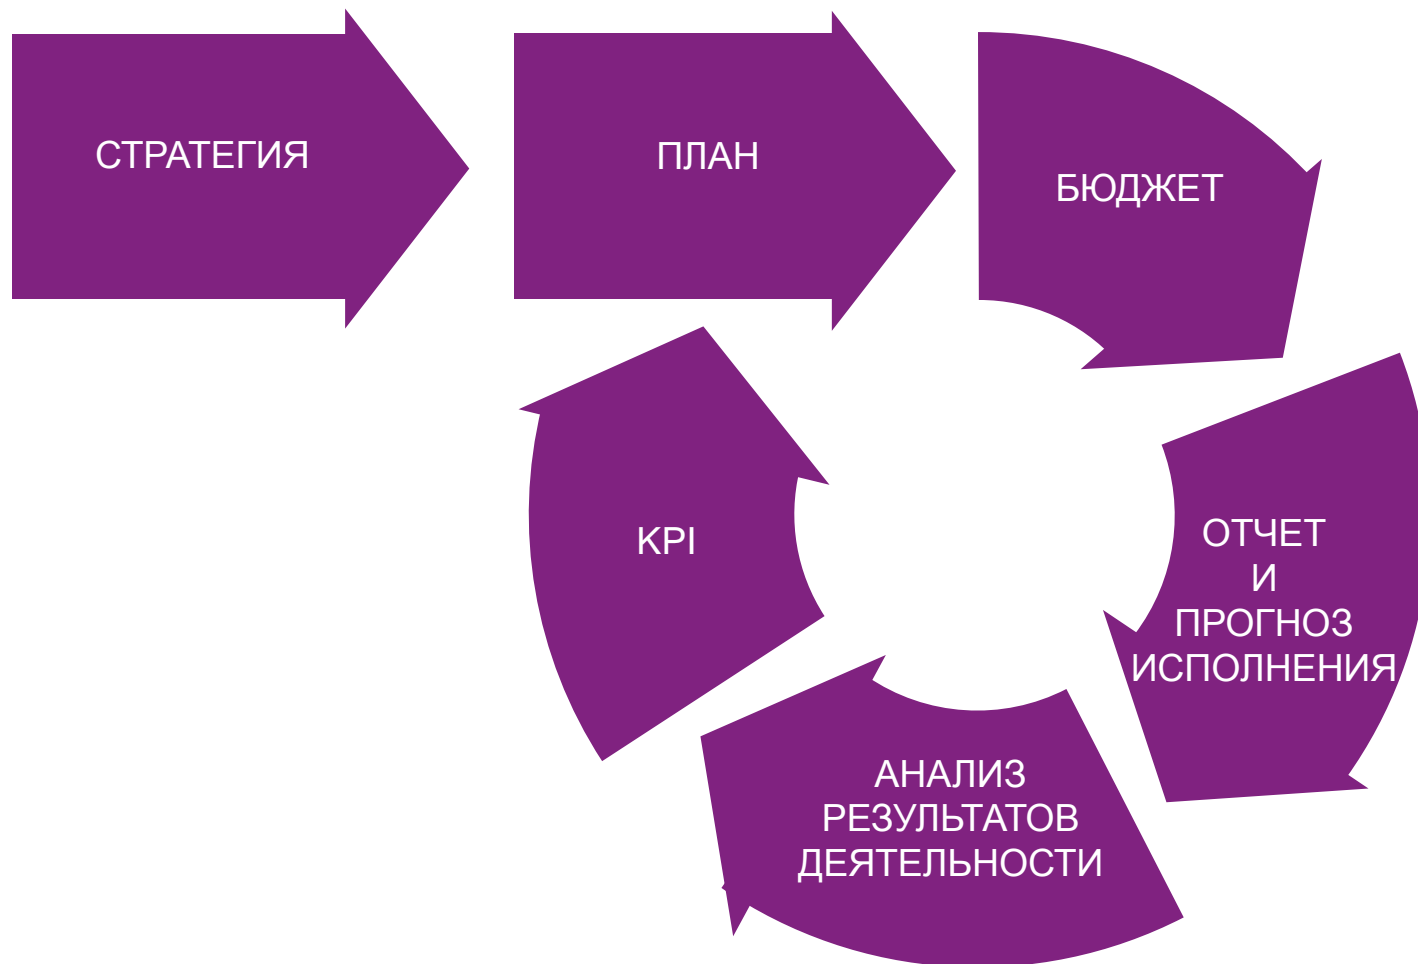 СТРАТЕГИЯ
ПЛАН
БЮДЖЕТ
ОТЧЕТ
И
ПРОГНОЗ
ИСПОЛНЕНИЯ
АНАЛИЗ
РЕЗУЛЬТАТОВ
ДЕЯТЕЛЬНОСТИ
KPI